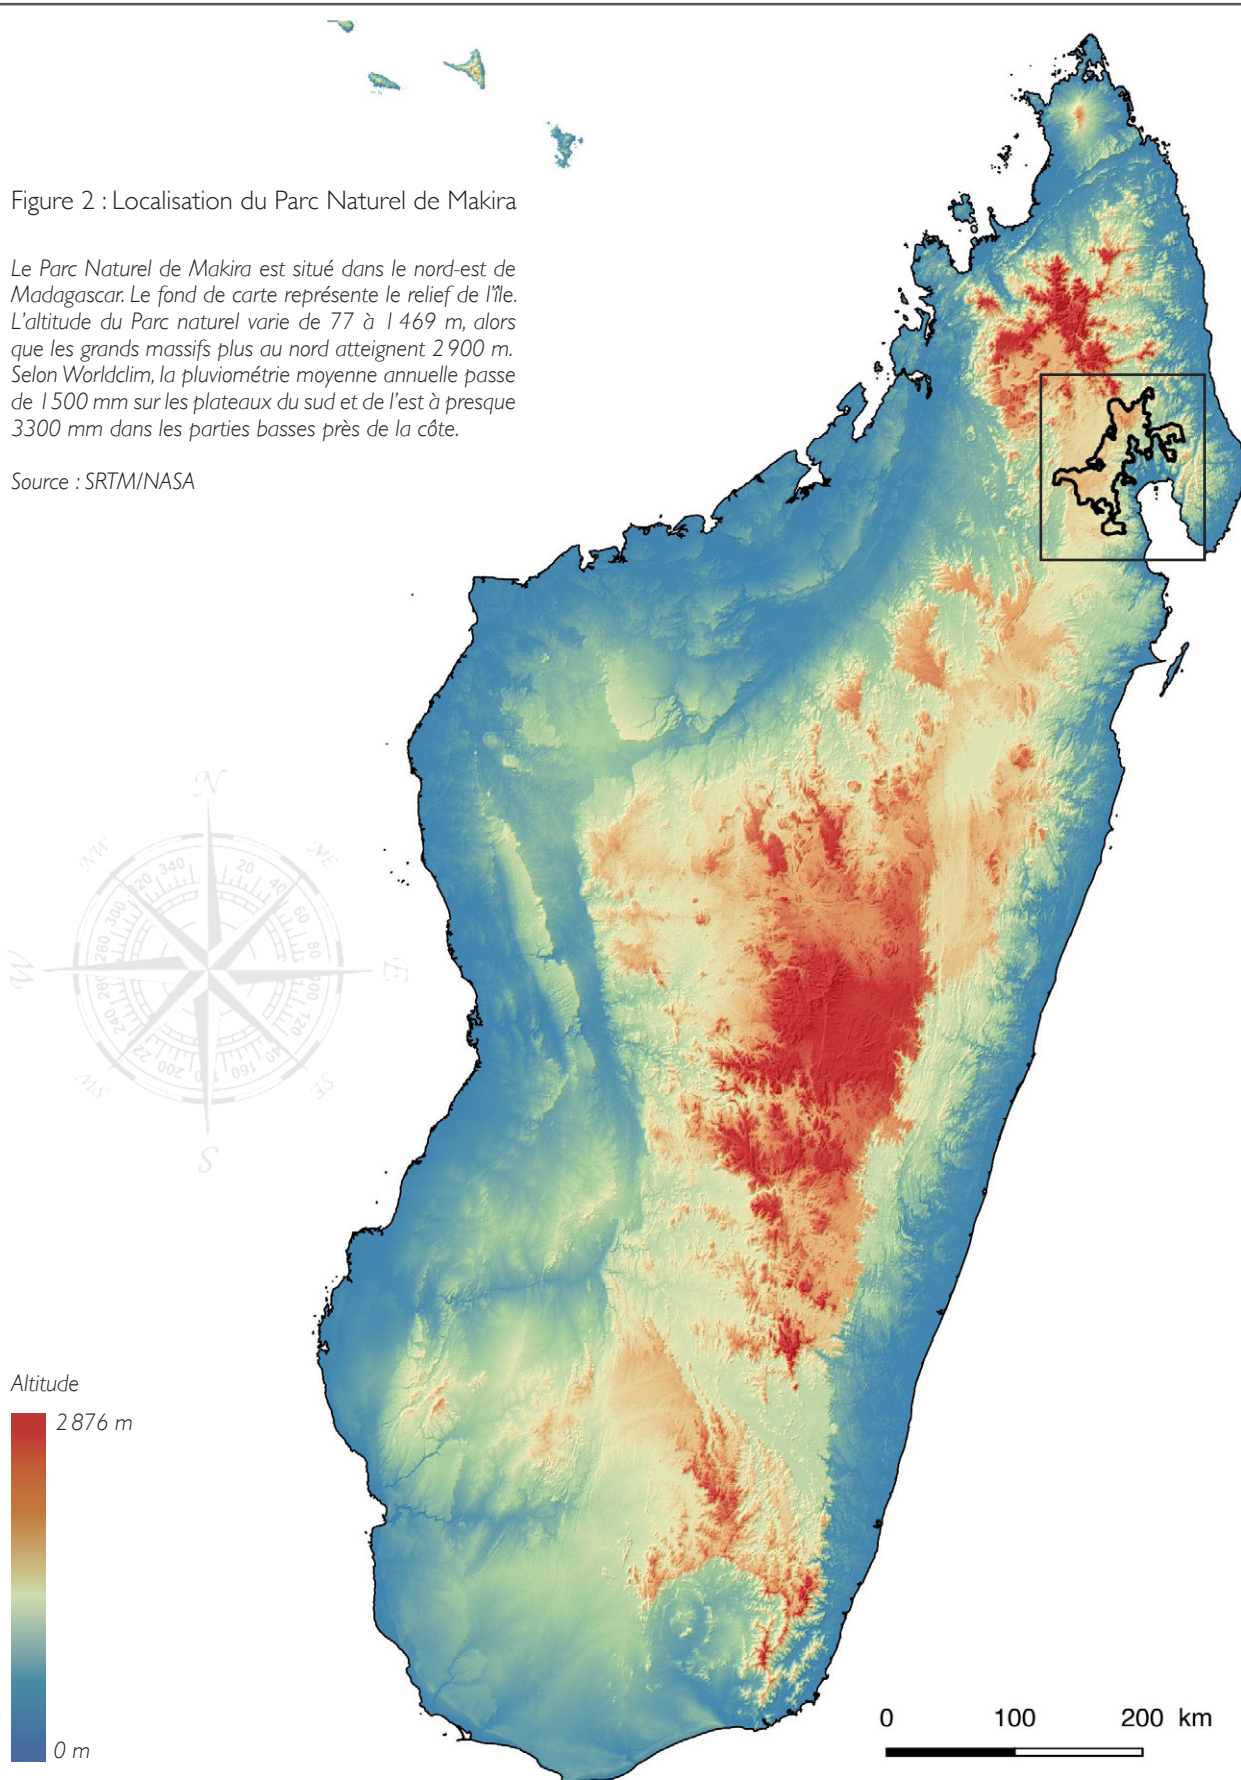 Figure 2 : Localisation du Parc Naturel de Makira
Le Parc Naturel de Makira est situé dans le nord-est de
Madagascar. Le fond de carte représente le relief de l'île.
L'altitude du Parc naturel varie de 77 à 1 469 m, alors
que les grands massifs plus au nord atteignent 2 900 m.
Selon Worldclim, la pluviométrie moyenne annuelle passe
de 1 500 mm sur les plateaux du sud et de l'est à presque
3300 mm dans les parties basses près de la côte.
Source : SRTM/NASA
N
NW
NE
340
20
320
40
300
60
280
80
W
E
260
100
240
120
22
40
200
160
SW
SE
S
Altitude
2 876 m
0 m
0 100 200 km